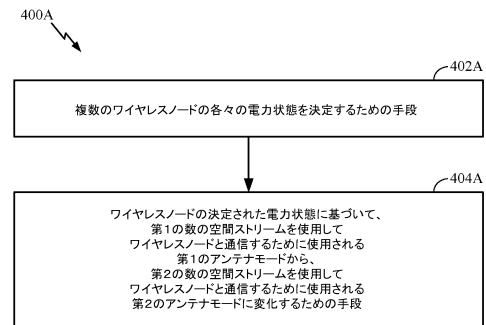 400A
402A
複数のワイヤレスノードの各々の電力状態を決定するための手段
404A
ワイヤレスノードの決定された電力状態に基づいて、
第1の数の空間ストリームを使用して
ワイヤレスノードと通信するために使用される
第1のアンテナモードから、
第2の数の空間ストリームを使用して
ワイヤレスノードと通信するために使用される
第2のアンテナモードに変化するための手段